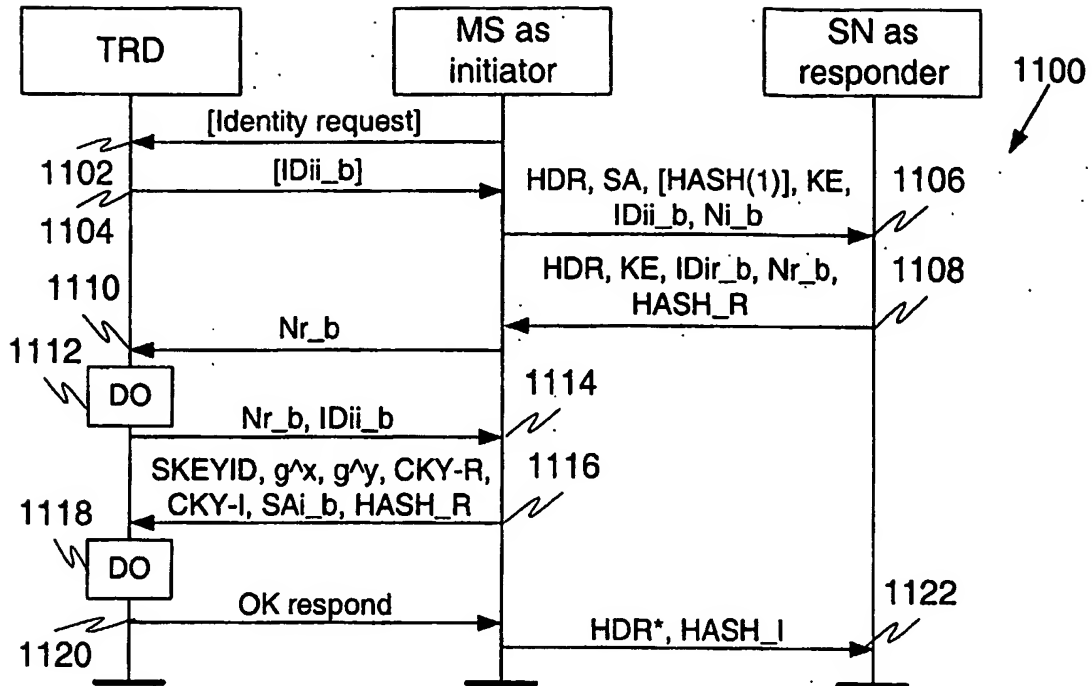 TRD
MS as
initiator
SN as
responder
1100
[Identity request]
1102
[IDii_b]
1104
HDR, SA, [HASH(1)], KE,
IDii_b, Ni_b
1106
HDR, KE, IDir_b, Nr_b,
HASH_R
1108
1110
Nr_b
1112
DO
Nr_b, IDii_b
1114
SKEYID, g^x, g^y, CKY-R,
CKY-I, SAi_b, HASH_R
1116
1118
DO
OK respond
1120
HDR*, HASH_I
1122